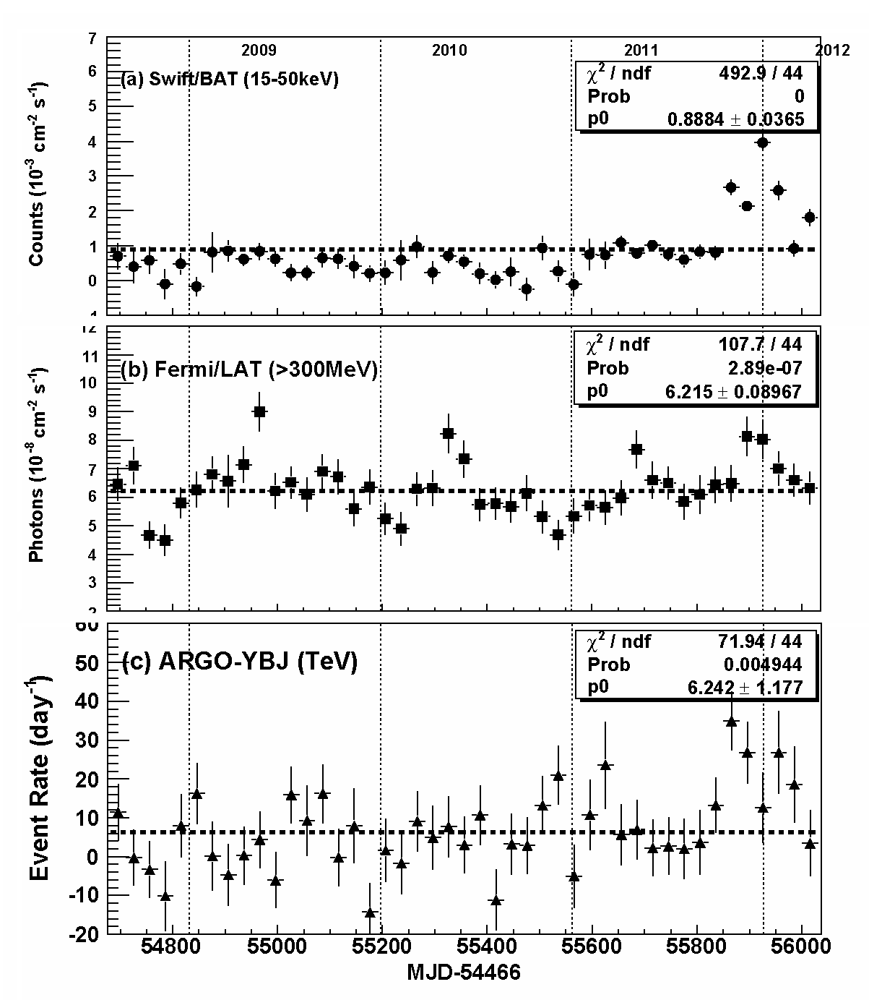 7
2009
2010
2011
2012
(a) Swift/BAT (15-50keV)
χ2 / ndf 492.9 / 44
Prob 0
p0 0.8884 ± 0.0365
6
5
4
3
2
1
0
Counts (10-3 cm-2 s-1)
12
11
10
9
8
7
6
5
4
3
2
(b) Fermi/LAT (>300MeV)
χ2 / ndf 107.7 / 44
Prob 2.89e-07
p0 6.215 ± 0.08967
Photons (10-8 cm-2 s-1)
60
50
40
30
20
10
0
-10
-20
(c) ARGO-YBJ (TeV)
χ2 / ndf 71.94 / 44
Prob 0.004944
p0 6.242 ± 1.177
Event Rate (day-1)
54800 55000 55200 55400 55600 55800 56000
MJD-54466